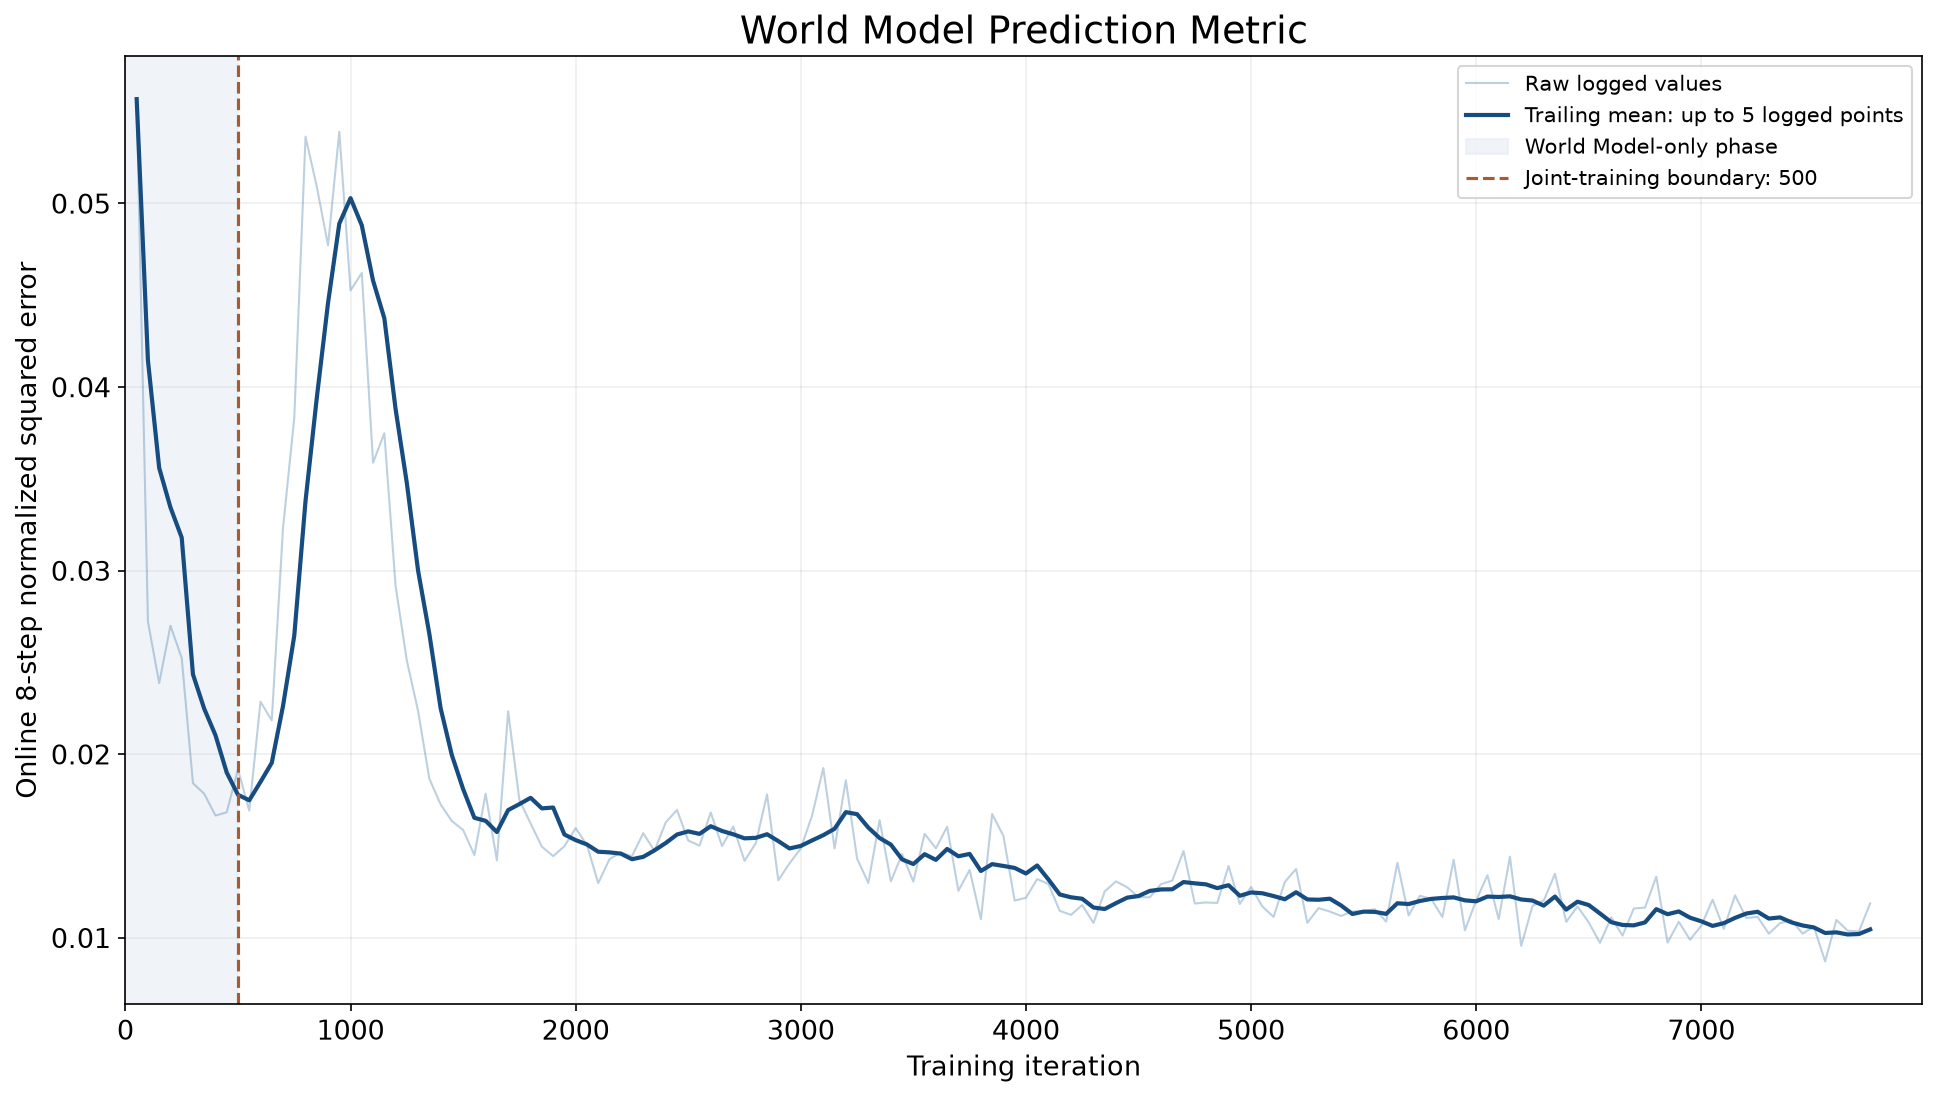 World Model Prediction Metric
Raw logged values
Trailing mean: up to 5 logged points
World Model-only phase
Joint-training boundary: 500
Online 8-step normalized squared error
0.05
0.04
0.03
0.02
0.01
0 1000 2000 3000 4000 5000 6000 7000
Training iteration